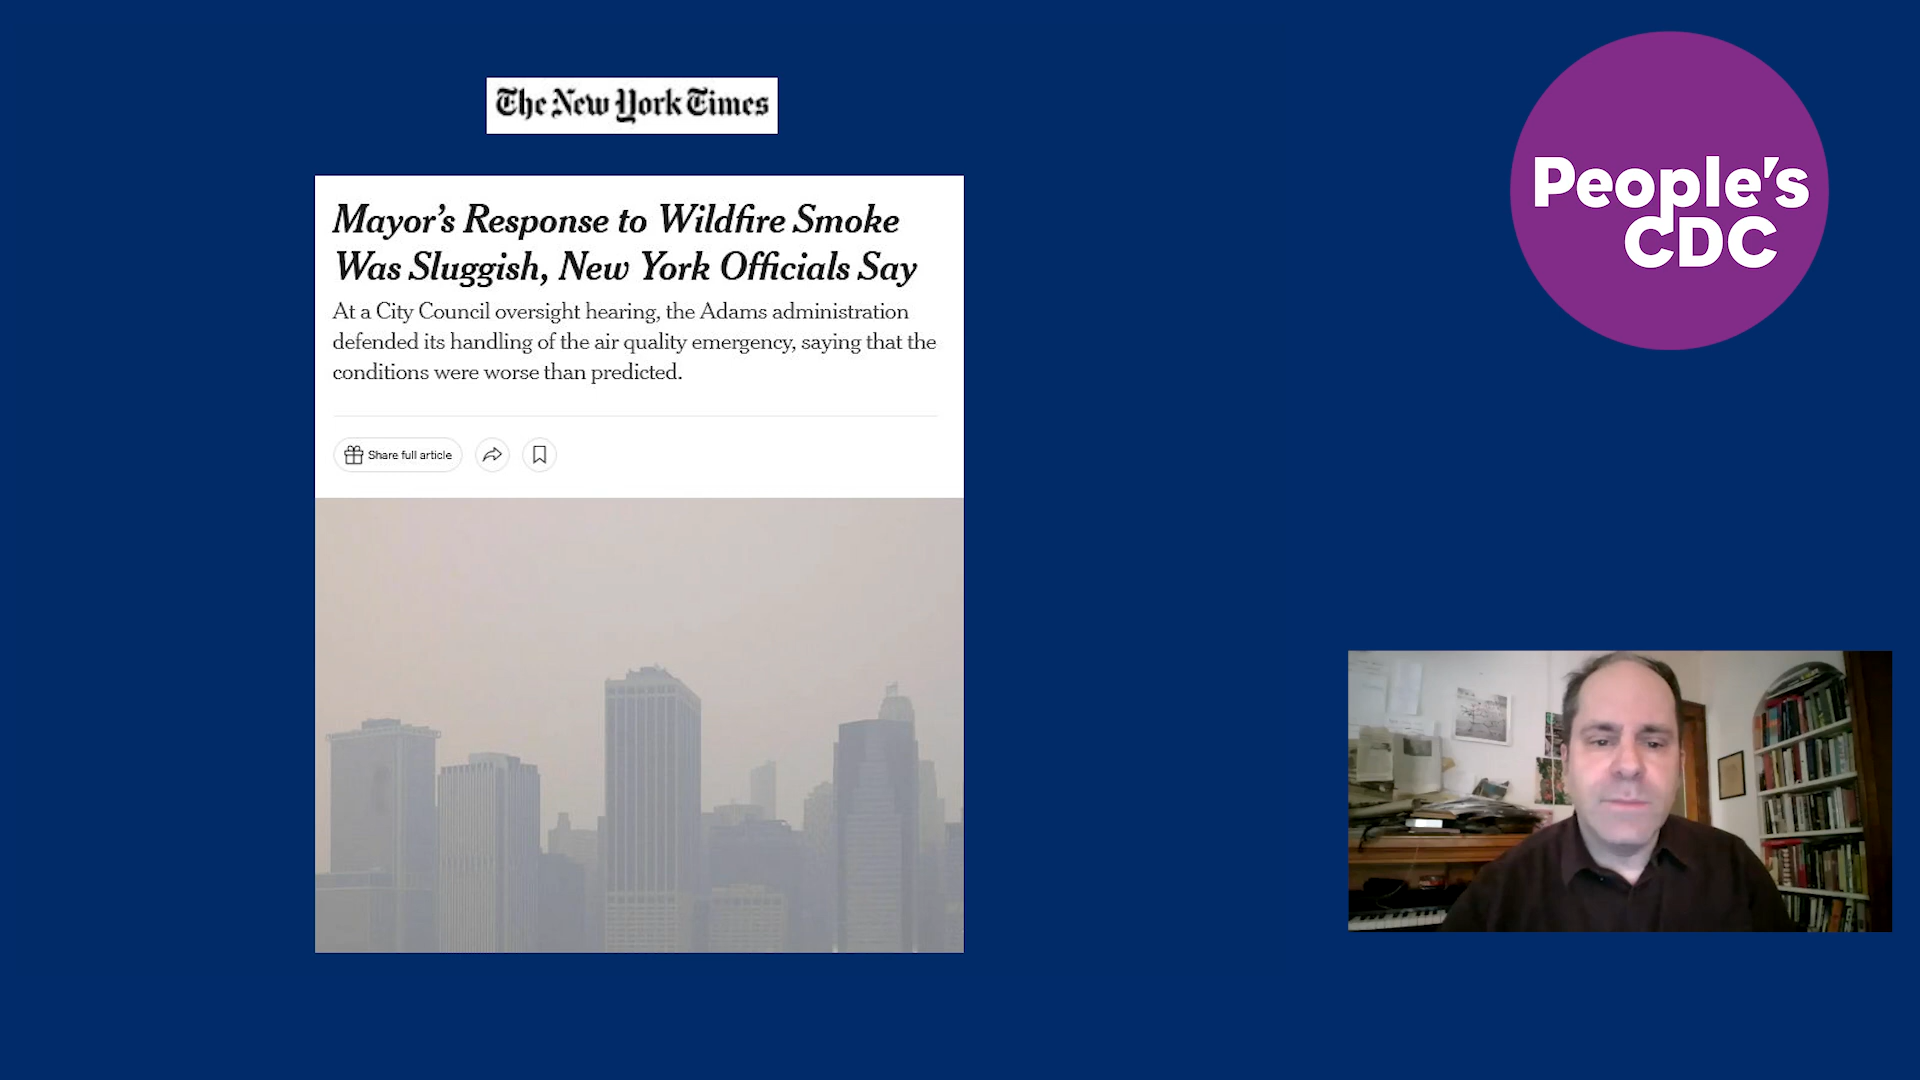 The New York Times
Mayor's Response to Wildfire Smoke
Was Sluggish, New York Officials Say
At a City Council oversight hearing, the Adams administration
defended its handling of the air quality emergency, saying that the
conditions were worse than predicted.
Share full article
People's
CDC